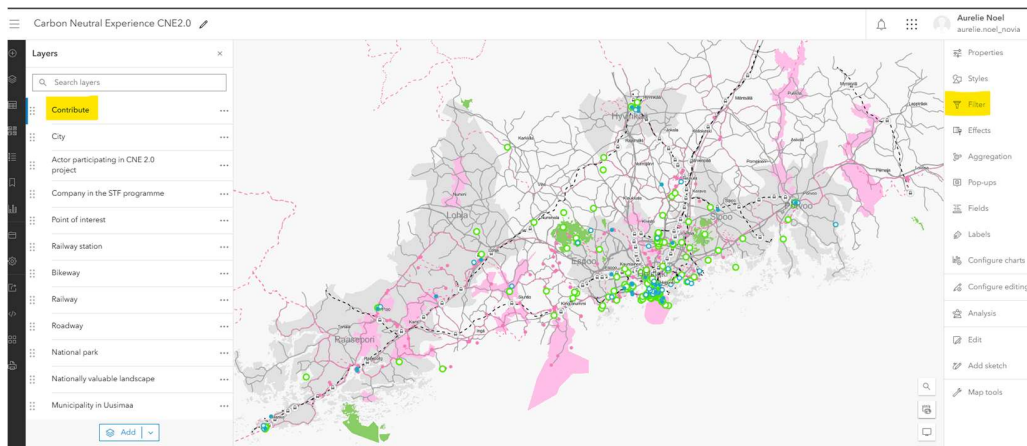 Carbon Neutral Experience CNE2.0
Aurelie Noel
aurelie.noel_novia
Layers
Search layers
Contribute
City
Actor participating in CNE 2.0
project
Company in the STF programme
Point of interest
Railway station
Bikeway
Railway
Roadway
National park
Nationally valuable landscape
Municipality in Uusimaa
Add
Hyvinkää
Lohja
Espoo
Sipoo
Porvoo
Raasepori
Properties
Styles
Filter
Effects
Aggregation
Pop-ups
Fields
Labels
Configure charts
Configure editing
Analysis
Edit
Add sketch
Map tools